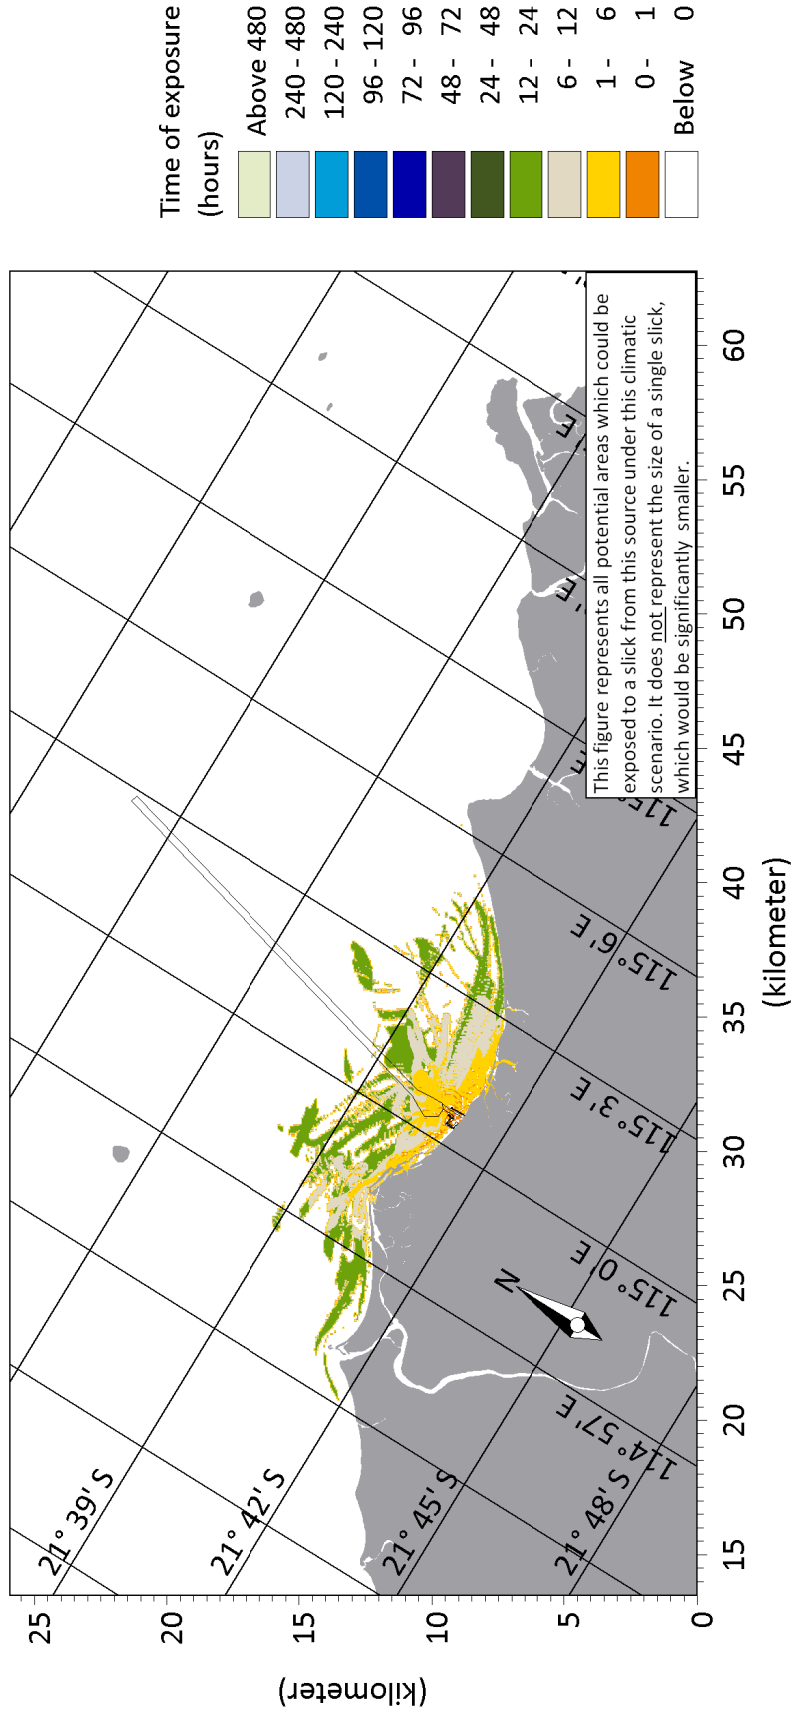 Time of exposure
(hours)
Above 480
240 - 480
120 - 240
96 - 120
72 - 96
48 - 72
24 - 48
12 - 24
6 - 12
1 - 6
0 - 1
Below 0
25
20
15
10
5
0
(kilometer)
15
20
25
30
35
40
45
50
55
60
(kilometer)
21° 39' S
21° 42' S
21° 45' S
21° 48' S
114° 57' E
115° 0' E
115° 3' E
115° 6' E
N
This figure represents all potential areas which could be
exposed to a slick from this source under this climatic
scenario. It does not represent the size of a single slick,
which would be significantly smaller.